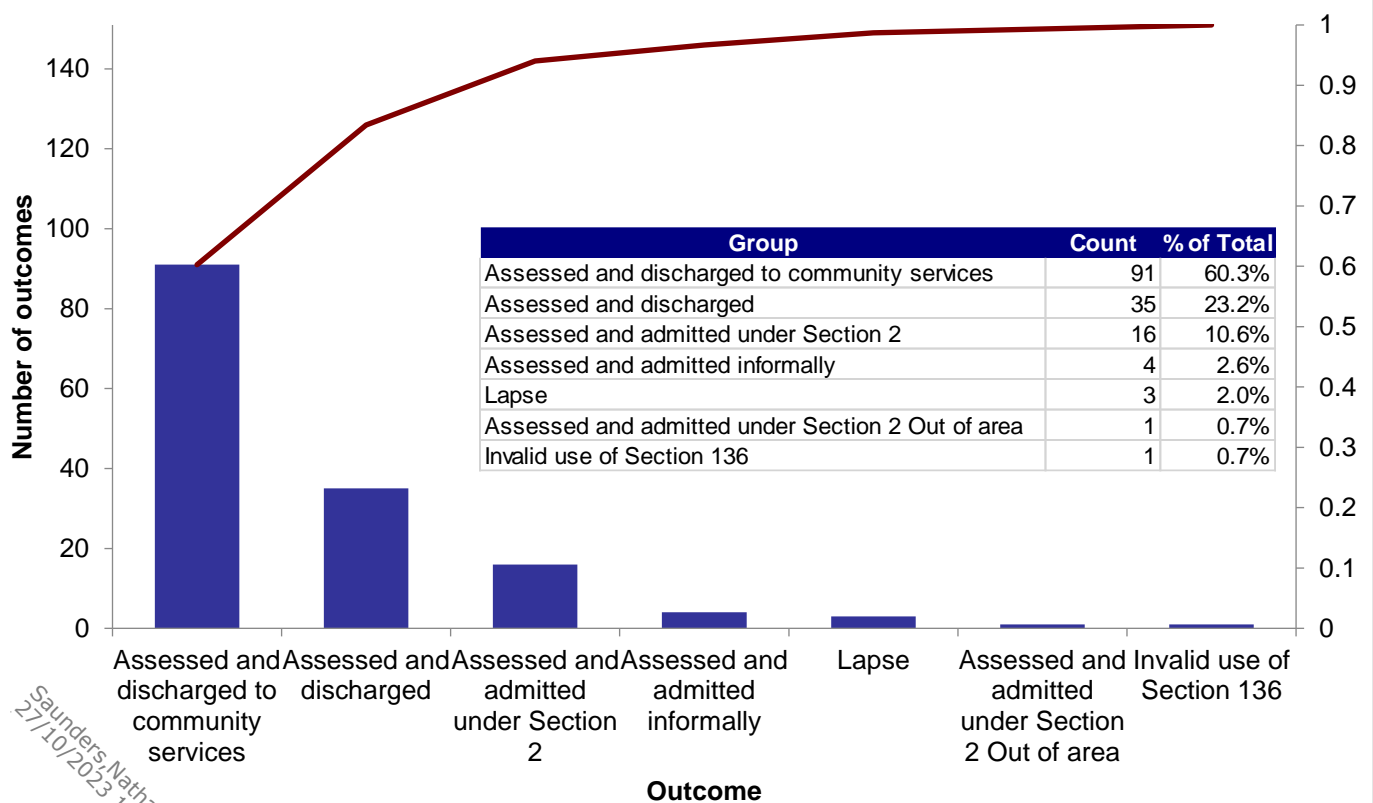 140
120
100
80
60
40
20
0
Number of outcomes
1
0.9
0.8
0.7
0.6
0.5
0.4
0.3
0.2
0.1
0
Group Count % of Total
Assessed and discharged to community services 91 60.3%
Assessed and discharged 35 23.2%
Assessed and admitted under Section 2 16 10.6%
Assessed and admitted informally 4 2.6%
Lapse 3 2.0%
Assessed and admitted under Section 2 Out of area 1 0.7%
Invalid use of Section 136 1 0.7%
Assessed and
discharged to
community
services
Assessed and
discharged
Assessed and
admitted
under Section
2
Assessed and
admitted
informally
Lapse
Assessed and
admitted
under Section
2 Out of area
Invalid use of
Section 136
Outcome
Saunders,
27/10/2023